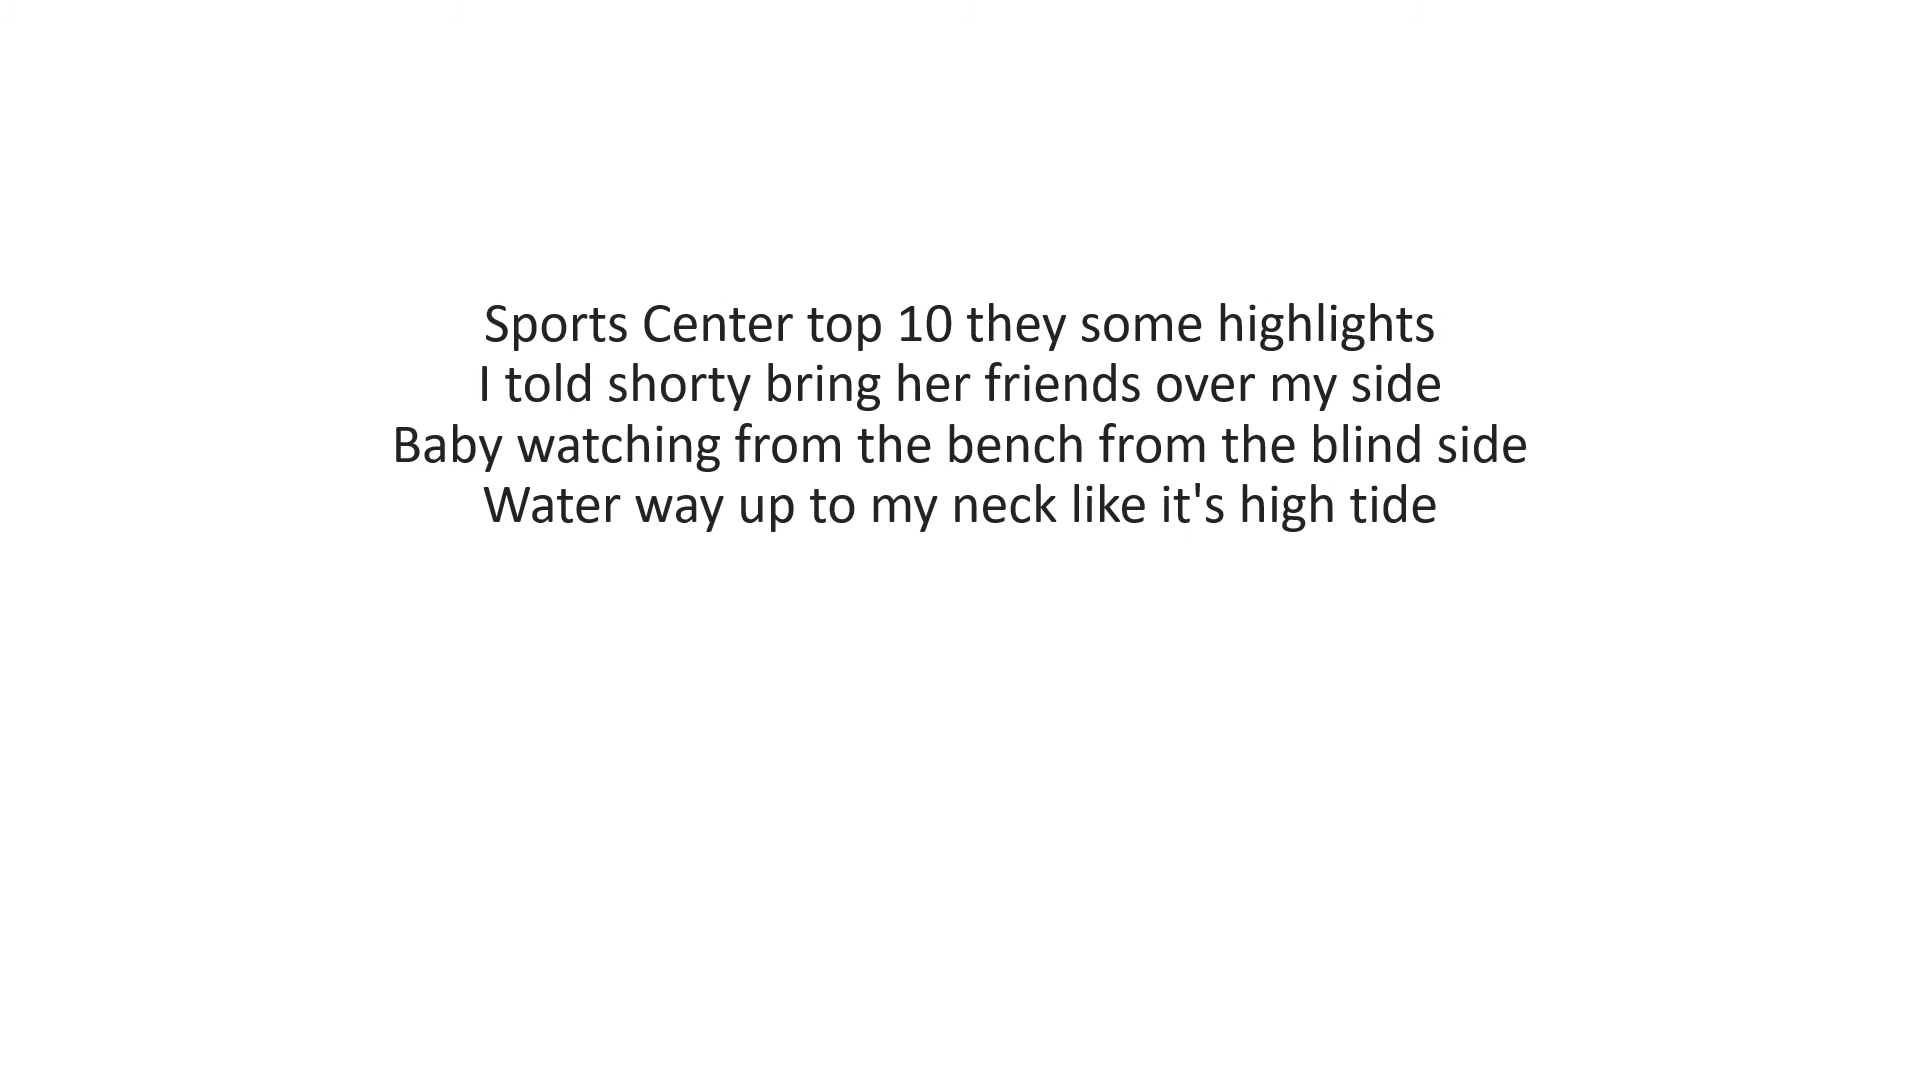 Sports Center top 10 they some highlights
I told shorty bring her friends over my side
Baby watching from the bench from the blind side
Water way up to my neck like it's high tide